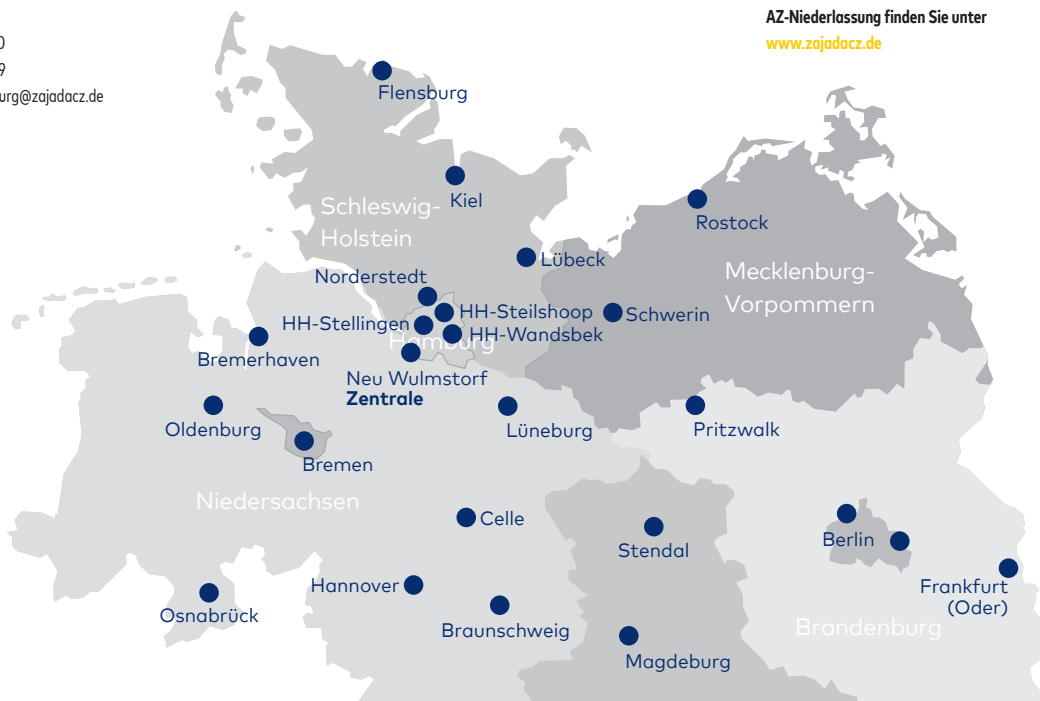 AZ-Niederlassung finden Sie unter
www.zajadacz.de
0
9
urg@zajadacz.de
Flensburg
Kiel
Schleswig-
Holstein
Rostock
Lübeck
Mecklenburg-
Vorpommern
Norderstedt
HH-Steilshoop
Schwerin
HH-Stellingen
HH-Wandsbek
Hamburg
Bremerhaven
Neu Wulmstorf
Zentrale
Oldenburg
Lüneburg
Pritzwalk
Bremen
Niedersachsen
Celle
Stendal
Berlin
Hannover
Frankfurt
(Oder)
Osnabrück
Braunschweig
Brandenburg
Magdeburg